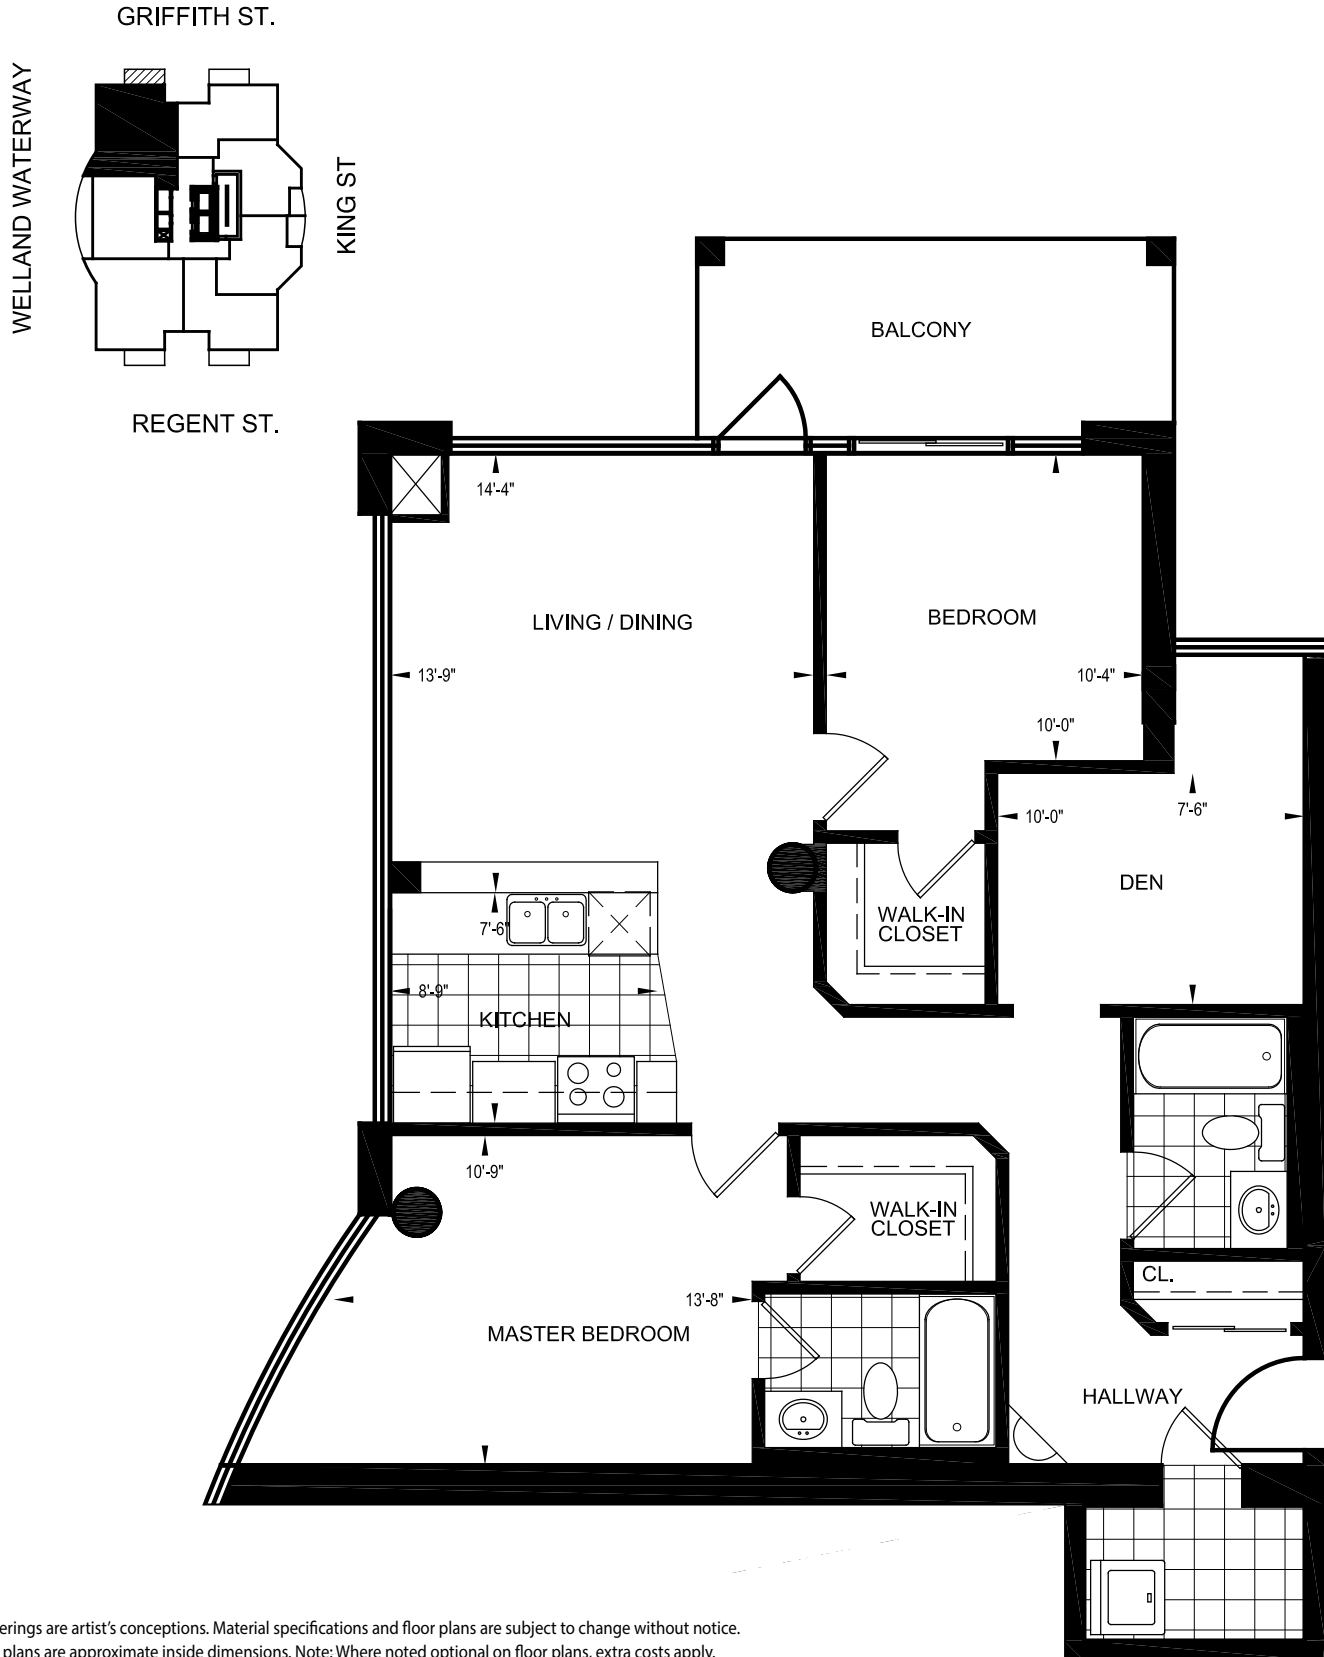 GRIFFITH ST.
WELLAND WATERWAY
KING ST
REGENT ST.
BALCONY
14'-4"
LIVING / DINING
BEDROOM
13'-9"
10'-4"
10'-0"
10'-0"
7'-6"
DEN
WALK-IN
CLOSET
7'-6"
8'-9"
KITCHEN
10'-9"
WALK-IN
CLOSET
CL.
13'-8"
MASTER BEDROOM
HALLWAY
erings are artist's conceptions. Material specifications and floor plans are subject to change without notice.
plans are approximate inside dimensions. Note: Where noted optional on floor plans, extra costs apply.